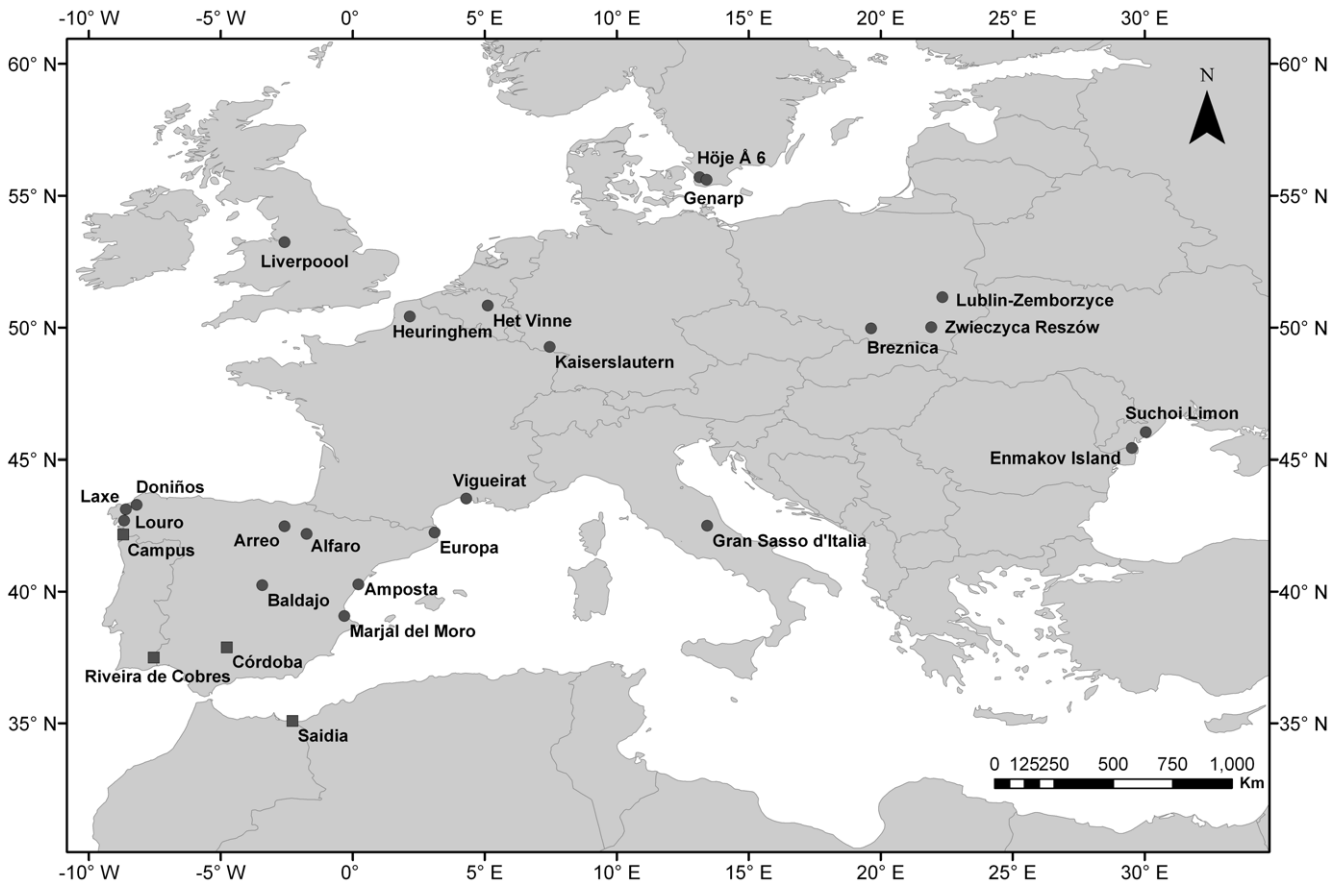 -10° W -5° W 0° 5° E 10° E 15° E 20° E 25° E 30° E
60° N 60° N
N
Höje Å 6
55° N 55° N
Genarp
Liverpoool
Lublin-Zemborzyce
Het Vinne
Zwieczyca Reszów
50° N 50° N
Heuringhem
Breznica
Kaiserslautern
Suchoi Limon
45° N 45° N
Enmakov Island
Vigueirat
Doniños
Laxe
Louro
Arreo
Alfaro
Europa
Gran Sasso d'Italia
Campus
40° N 40° N
Amposta
Baldajo
Marjal del Moro
Córdoba
Riveira de Cobres
35° N 35° N
Saidia
0 125 250 500 750 1,000
Km
-10° W -5° W 0° 5° E 10° E 15° E 20° E 25° E 30° E